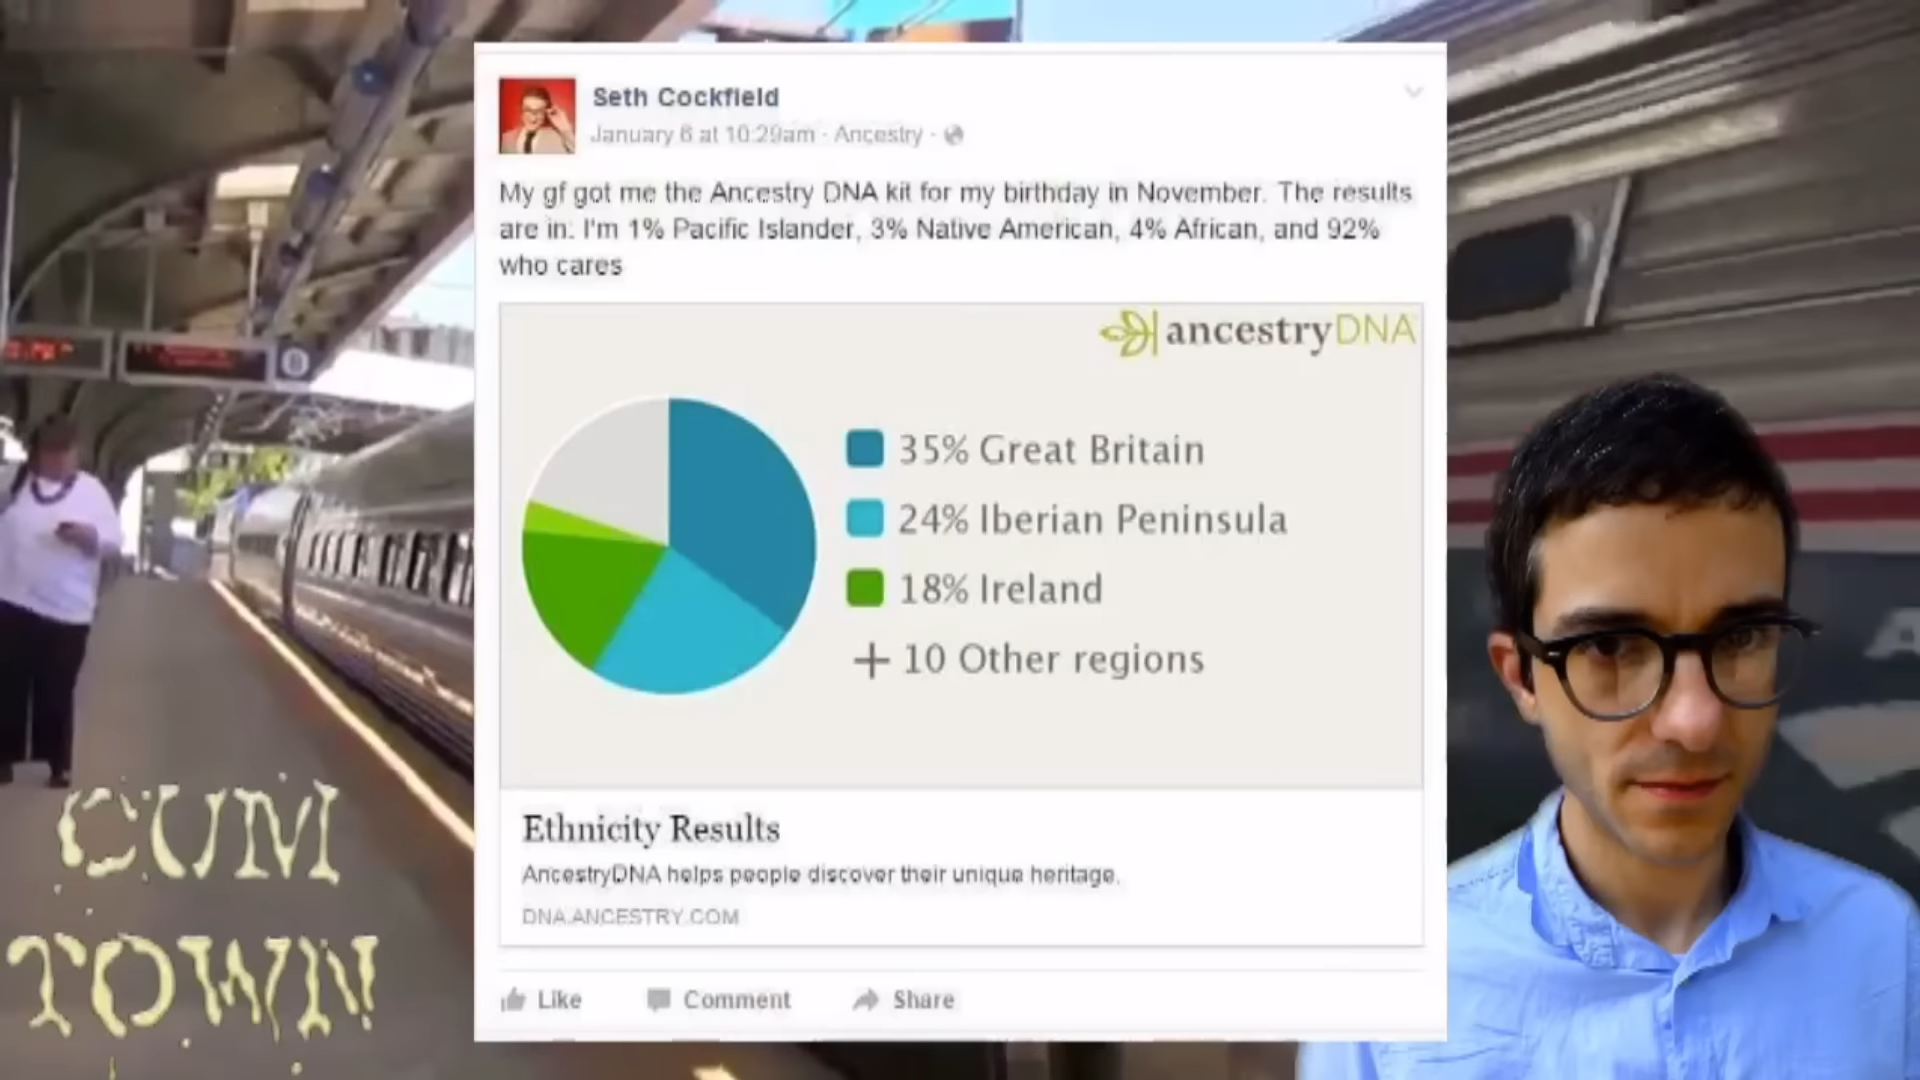 Seth Cockfield
January 6 at 10:29am · Ancestry ·
My gf got me the Ancestry DNA kit for my birthday in November. The results
are in: I'm 1% Pacific Islander, 3% Native American, 4% African, and 92%
who cares
ancestryDNA
35% Great Britain
24% Iberian Peninsula
18% Ireland
+ 10 Other regions
Ethnicity Results
AncestryDNA helps people discover their unique heritage.
DNA.ANCESTRY.COM
Like Comment Share
CUM
TOWN